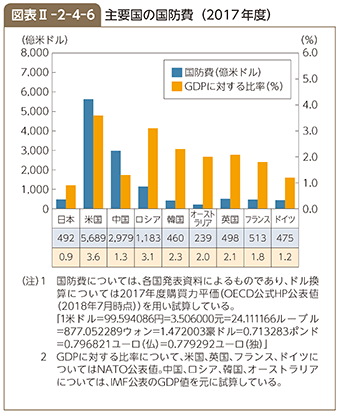 図表Ⅱ-2-4-6 主要国の国防費(2017年度)
(億米ドル) (%)
国防費(億米ドル)
GDPに対する比率(%)
8,000 6.0
7,000 5.0
6,000
5,000 4.0
4,000 3.0
3,000 2.0
2,000
1,000 1.0
0 0.0
日本 米国 中国 ロシア 韓国 オーストラリア 英国 フランス ドイツ
492 5,689 2,979 1,183 460 239 498 513 475
0.9 3.6 1.3 3.1 2.3 2.0 2.1 1.8 1.2
(注)1 国防費については、各国発表資料によるものであり、ドル換
算については2017年度購買力平価(OECD公式HP公表値
(2018年7月時点))を用い試算している。
「1米ドル=99.594086円=3.506000元=24.111166ルーブル
=877.052289ウォン=1.472003豪ドル=0.713283ポンド
=0.796821ユーロ(仏)=0.779292ユーロ(独)」
2 GDPに対する比率について、米国、英国、フランス、ドイツに
ついてはNATO公表値。中国、ロシア、韓国、オーストラリア
については、IMF公表のGDP値を元に試算している。